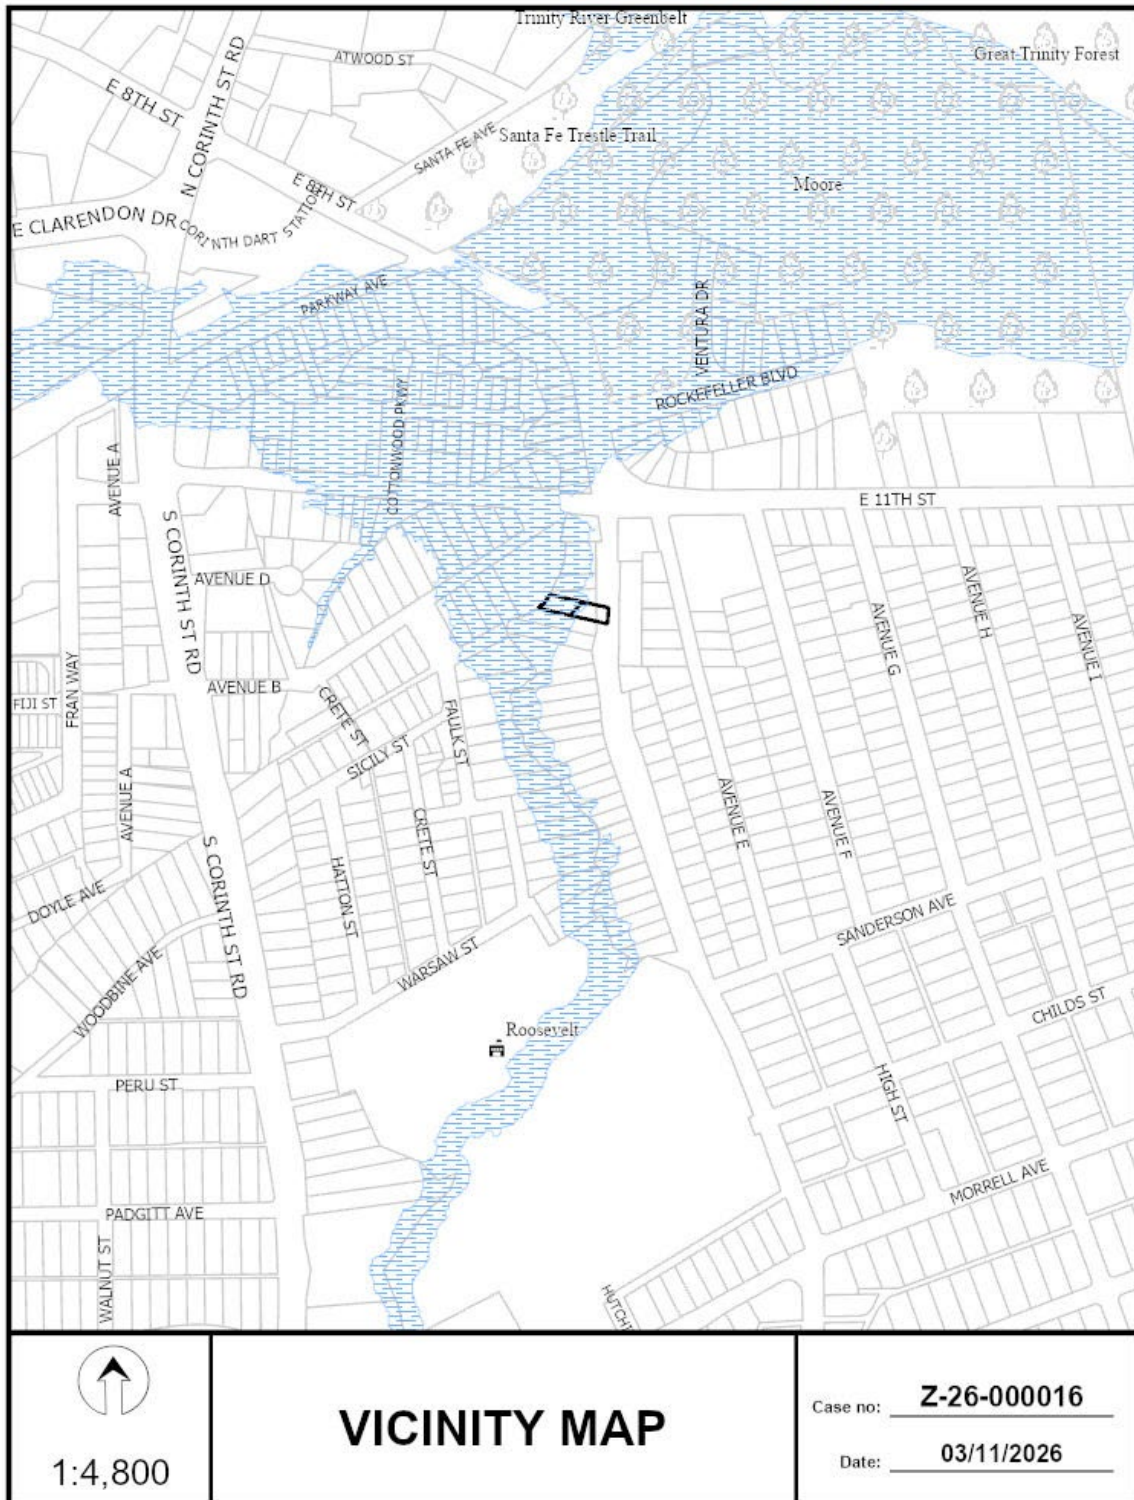 Trinity River Greenbelt
Great Trinity Forest
ATWOOD ST
E 8TH ST
N CORINTH ST RD
SANTA FE AVE
Santa Fe Trestle Trail
E 8TH ST
Moore
E CLARENDON DR
CORINTH DART STATION
PARKWAY AVE
VENTURA DR
ROCKEFELLER BLVD
COTTONWOOD PKWY
AVENUE A
E 11TH ST
S CORINTH ST RD
AVENUE D
AVENUE H
AVENUE G
AVENUE I
FRAN WAY
AVENUE B
FIJI ST
CRETE ST
FAULK ST
SICILY ST
AVENUE A
CRETE ST
AVENUE E
AVENUE F
S CORINTH ST RD
HATTON ST
DOYLE AVE
SANDERSON AVE
WOODBINE AVE
WARSAW ST
CHILDS ST
Roosevelt
PERU ST
HIGH ST
MORRELL AVE
PADGITT AVE
WALNUT ST
HUTCHI
1:4,800
VICINITY MAP
Case no: Z-26-000016
Date: 03/11/2026